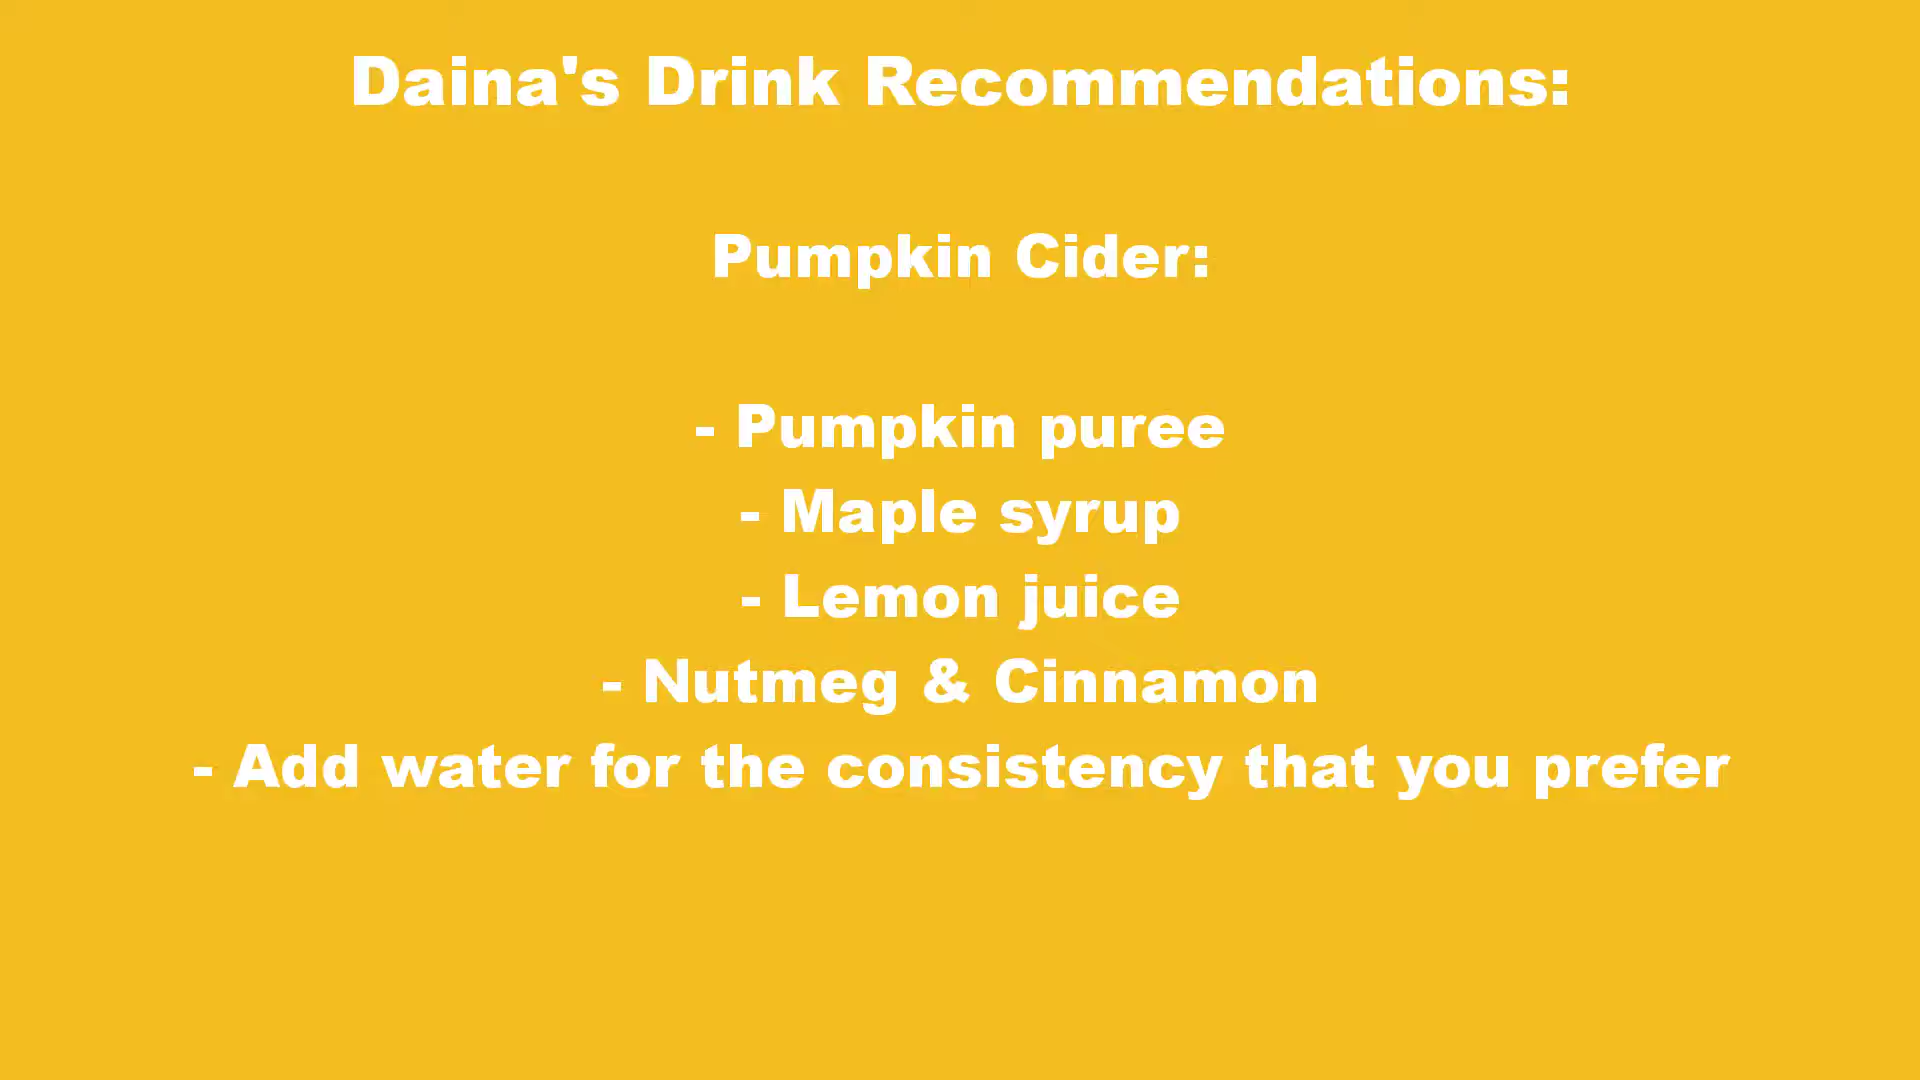 Daina's Drink Recommendations:
Pumpkin Cider:
- Pumpkin puree
- Maple syrup
- Lemon juice
- Nutmeg & Cinnamon
- Add water for the consistency that you prefer